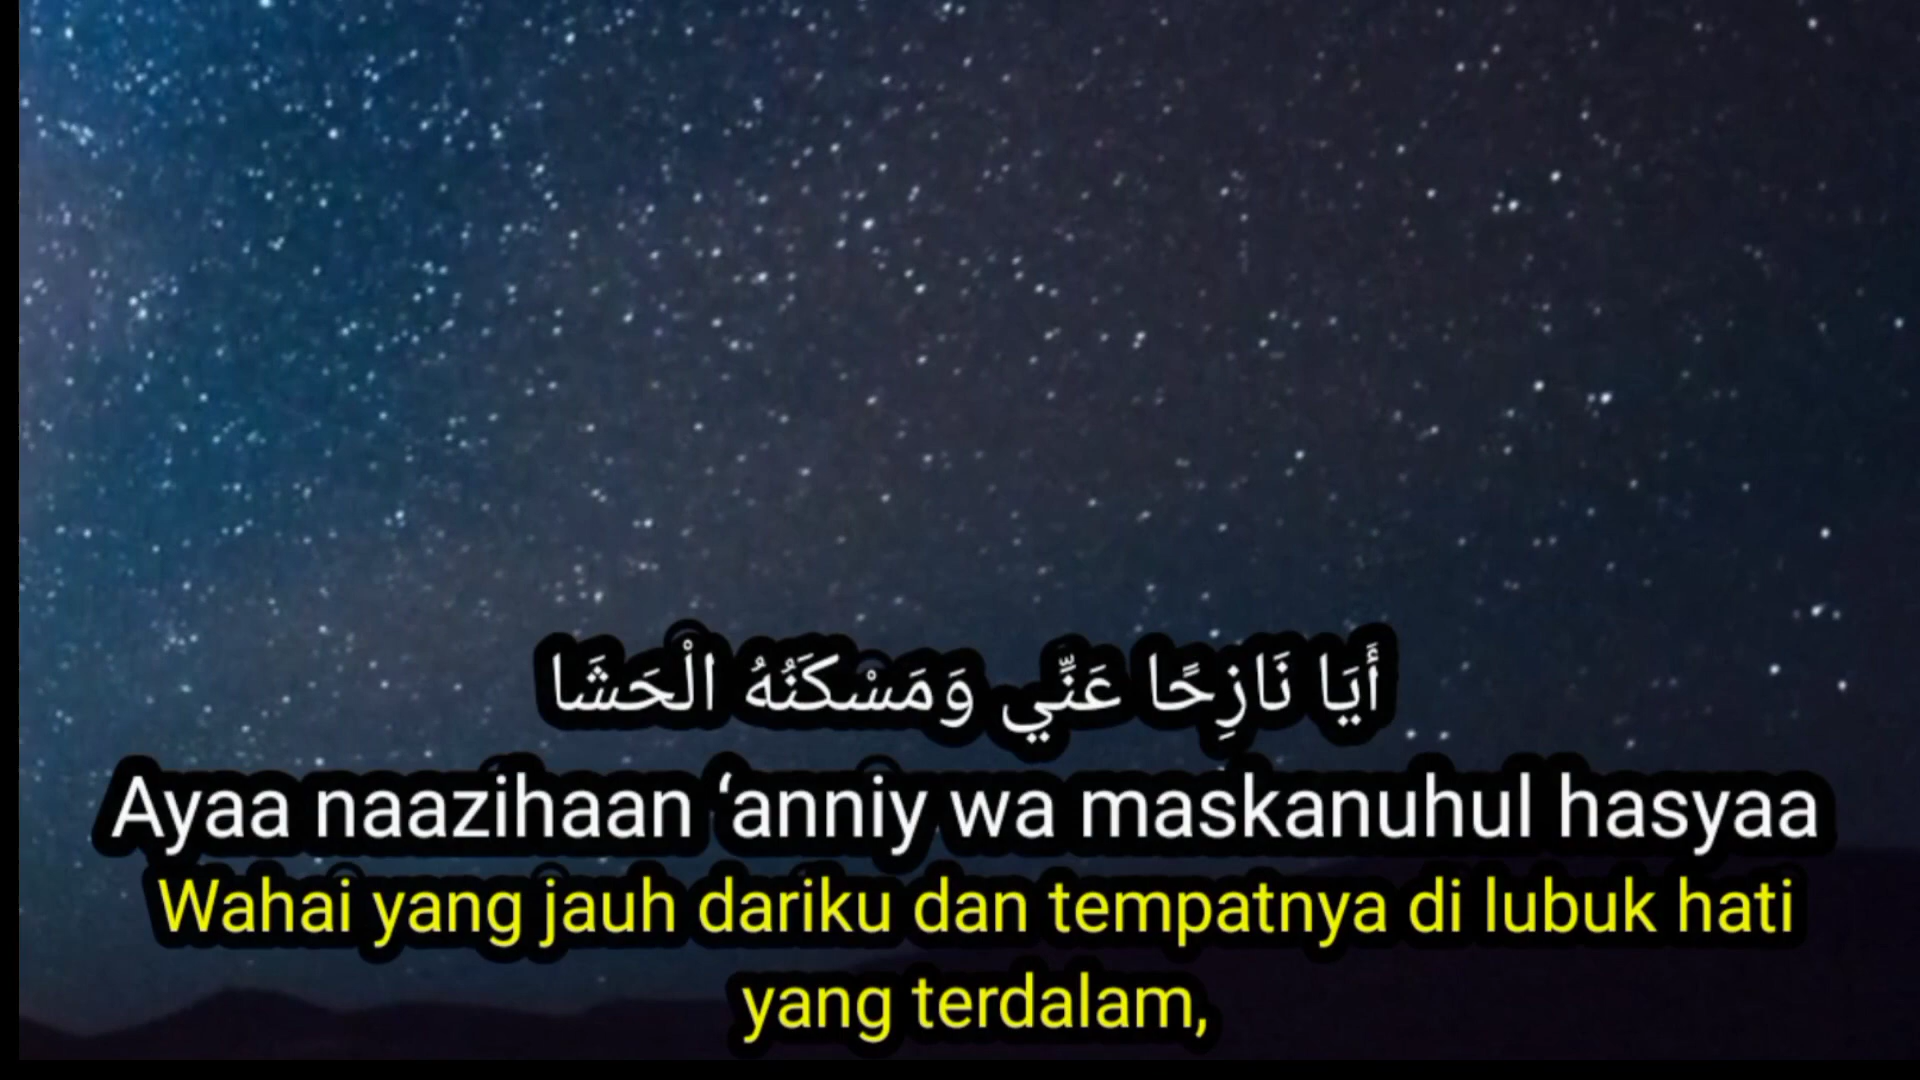 أَيَا نَازِحًا عَنِّي وَمَسْكَنُهُ الْحَشَا
Ayaa naazihaan ‘anniy wa maskanuhul hasyaa
Wahai yang jauh dariku dan tempatnya di lubuk hati
yang terdalam,